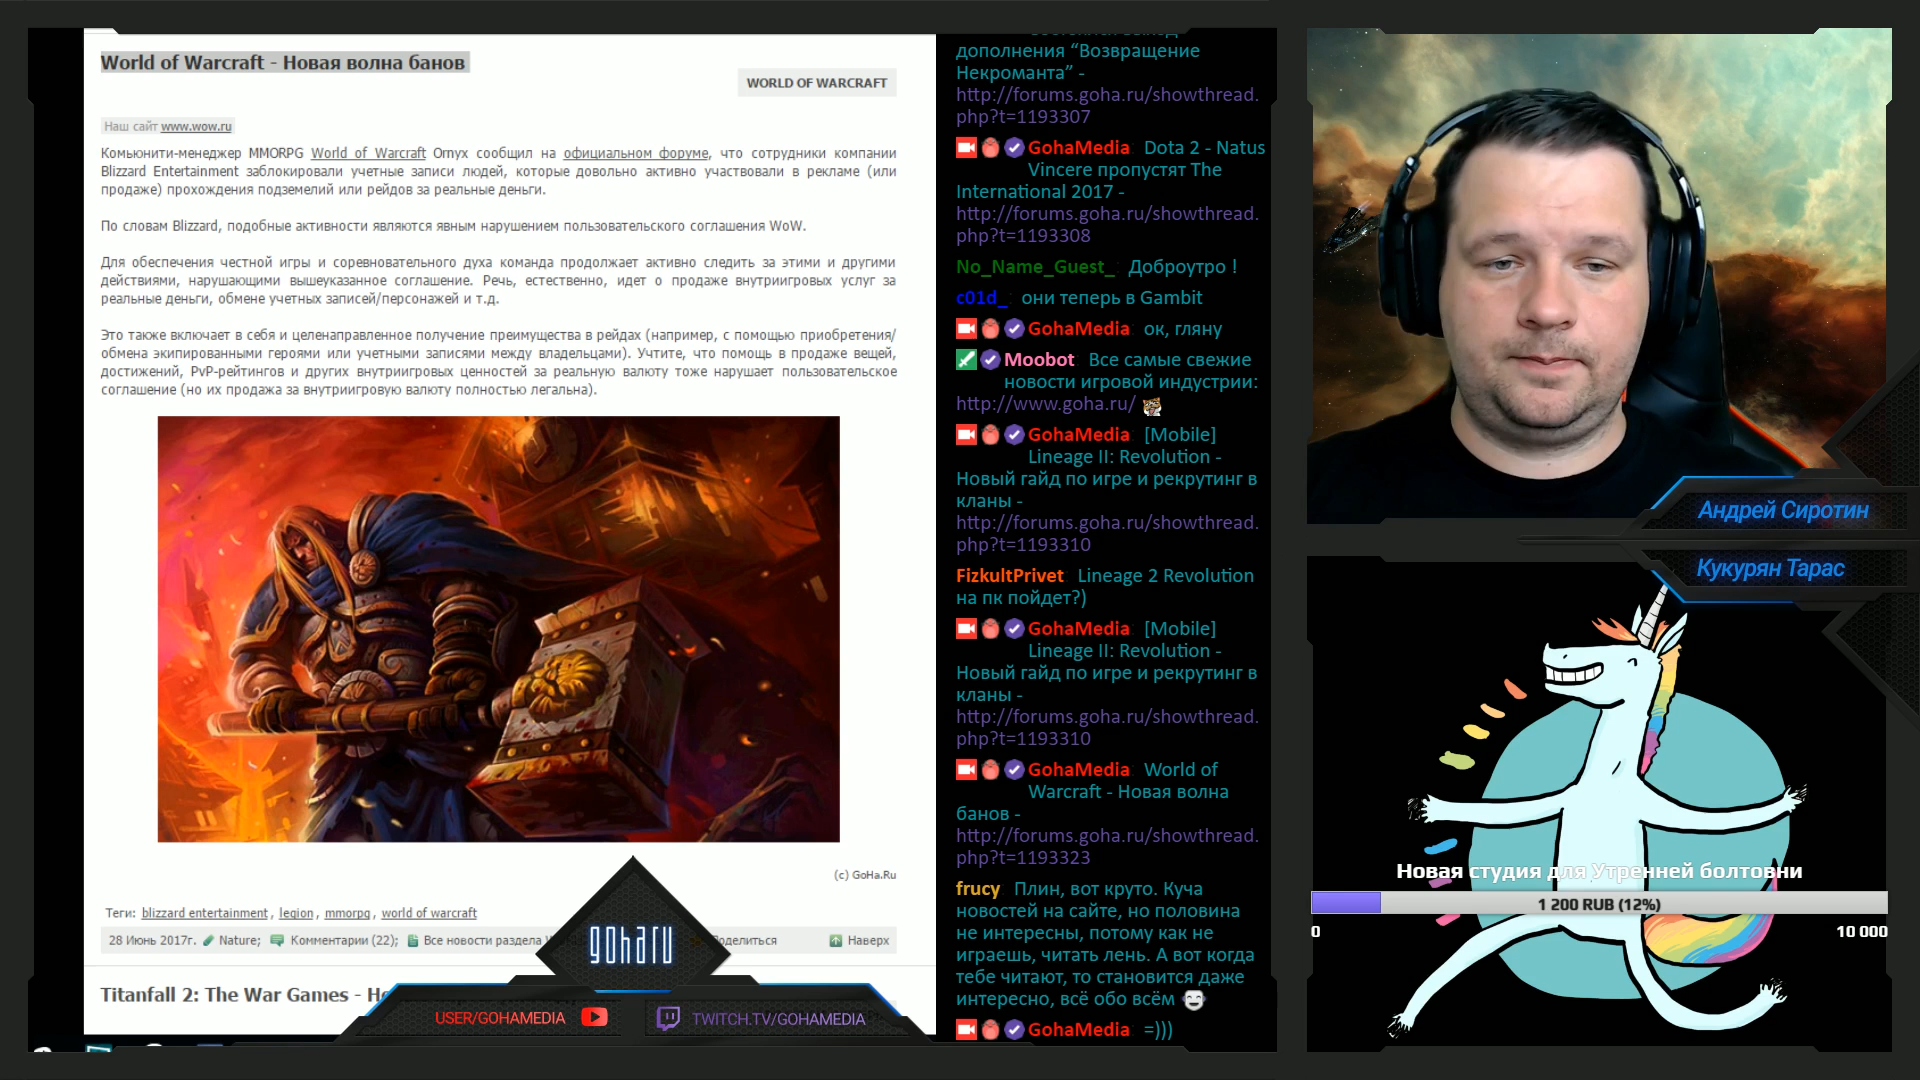 World of Warcraft - Новая волна банов
WORLD OF WARCRAFT
Наш сайт www.wow.ru
Комьюнити-менеджер MMORPG World of Warcraft Ornyx сообщил на официальном форуме, что сотрудники компании
Blizzard Entertainment заблокировали учетные записи людей, которые довольно активно участвовали в рекламе (или
продаже) прохождения подземелий или рейдов за реальные деньги.
По словам Blizzard, подобные активности являются явным нарушением пользовательского соглашения WoW.
Для обеспечения честной игры и соревновательного духа команда продолжает активно следить за этими и другими
действиями, нарушающими вышеуказанное соглашение. Речь, естественно, идет о продаже внутриигровых услуг за
реальные деньги, обмене учетных записей/персонажей и т.д.
Это также включает в себя и целенаправленное получение преимущества в рейдах (например, с помощью приобретения/
обмена экипированными героями или учетными записями между владельцами). Учтите, что помощь в продаже вещей,
достижений, PvP-рейтингов и других внутриигровых ценностей за реальную валюту тоже нарушает пользовательское
соглашение (но их продажа за внутриигровую валюту полностью легальна).
(c) GoHa.Ru
Теги: blizzard entertainment, legion, mmorpg, world of warcraft
28 Июнь 2017г. Nature; Комментарии (22); Все новости раздела Поделиться Наверх
Titanfall 2: The War Games - Но
goharu
USER/GOHAMEDIA
TWITCH.TV/GOHAMEDIA
дополнения “Возвращение
Некроманта” -
http://forums.goha.ru/showthread.
php?t=1193307
GohaMedia Dota 2 - Natus
Vincere пропустят The
International 2017 -
http://forums.goha.ru/showthread.
php?t=1193308
No_Name_Guest_ Доброутро !
c01d_: они теперь в Gambit
GohaMedia ок, гляну
Moobot Все самые свежие
новости игровой индустрии:
http://www.goha.ru/
GohaMedia [Mobile]
Lineage II: Revolution -
Новый гайд по игре и рекрутинг в
кланы -
http://forums.goha.ru/showthread.
php?t=1193310
FizkultPrivet Lineage 2 Revolution
на пк пойдет?)
GohaMedia [Mobile]
Lineage II: Revolution -
Новый гайд по игре и рекрутинг в
кланы -
http://forums.goha.ru/showthread.
php?t=1193310
GohaMedia World of
Warcraft - Новая волна
банов -
http://forums.goha.ru/showthread.
php?t=1193323
frucy Плин, вот круто. Куча
новостей на сайте, но половина
не интересны, потому как не
играешь, читать лень. А вот когда
тебе читают, то становится даже
интересно, всё обо всём
GohaMedia =)))
Андрей Сиротин
Кукурян Тарас
Новая студия для Утренней болтовни
1 200 RUB (12%)
0
10 000